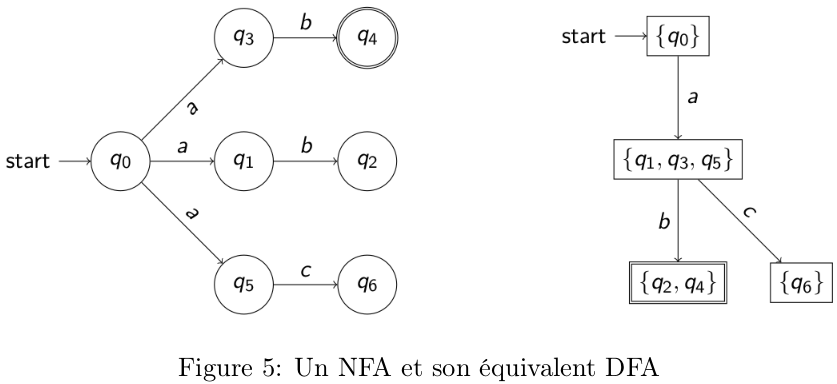 q3 b q4
a
start q0 a q1 b q2
a
q5 c q6
start {q0}
a
{q1, q3, q5}
b c
{q2, q4} {q6}
Figure 5: Un NFA et son équivalent DFA